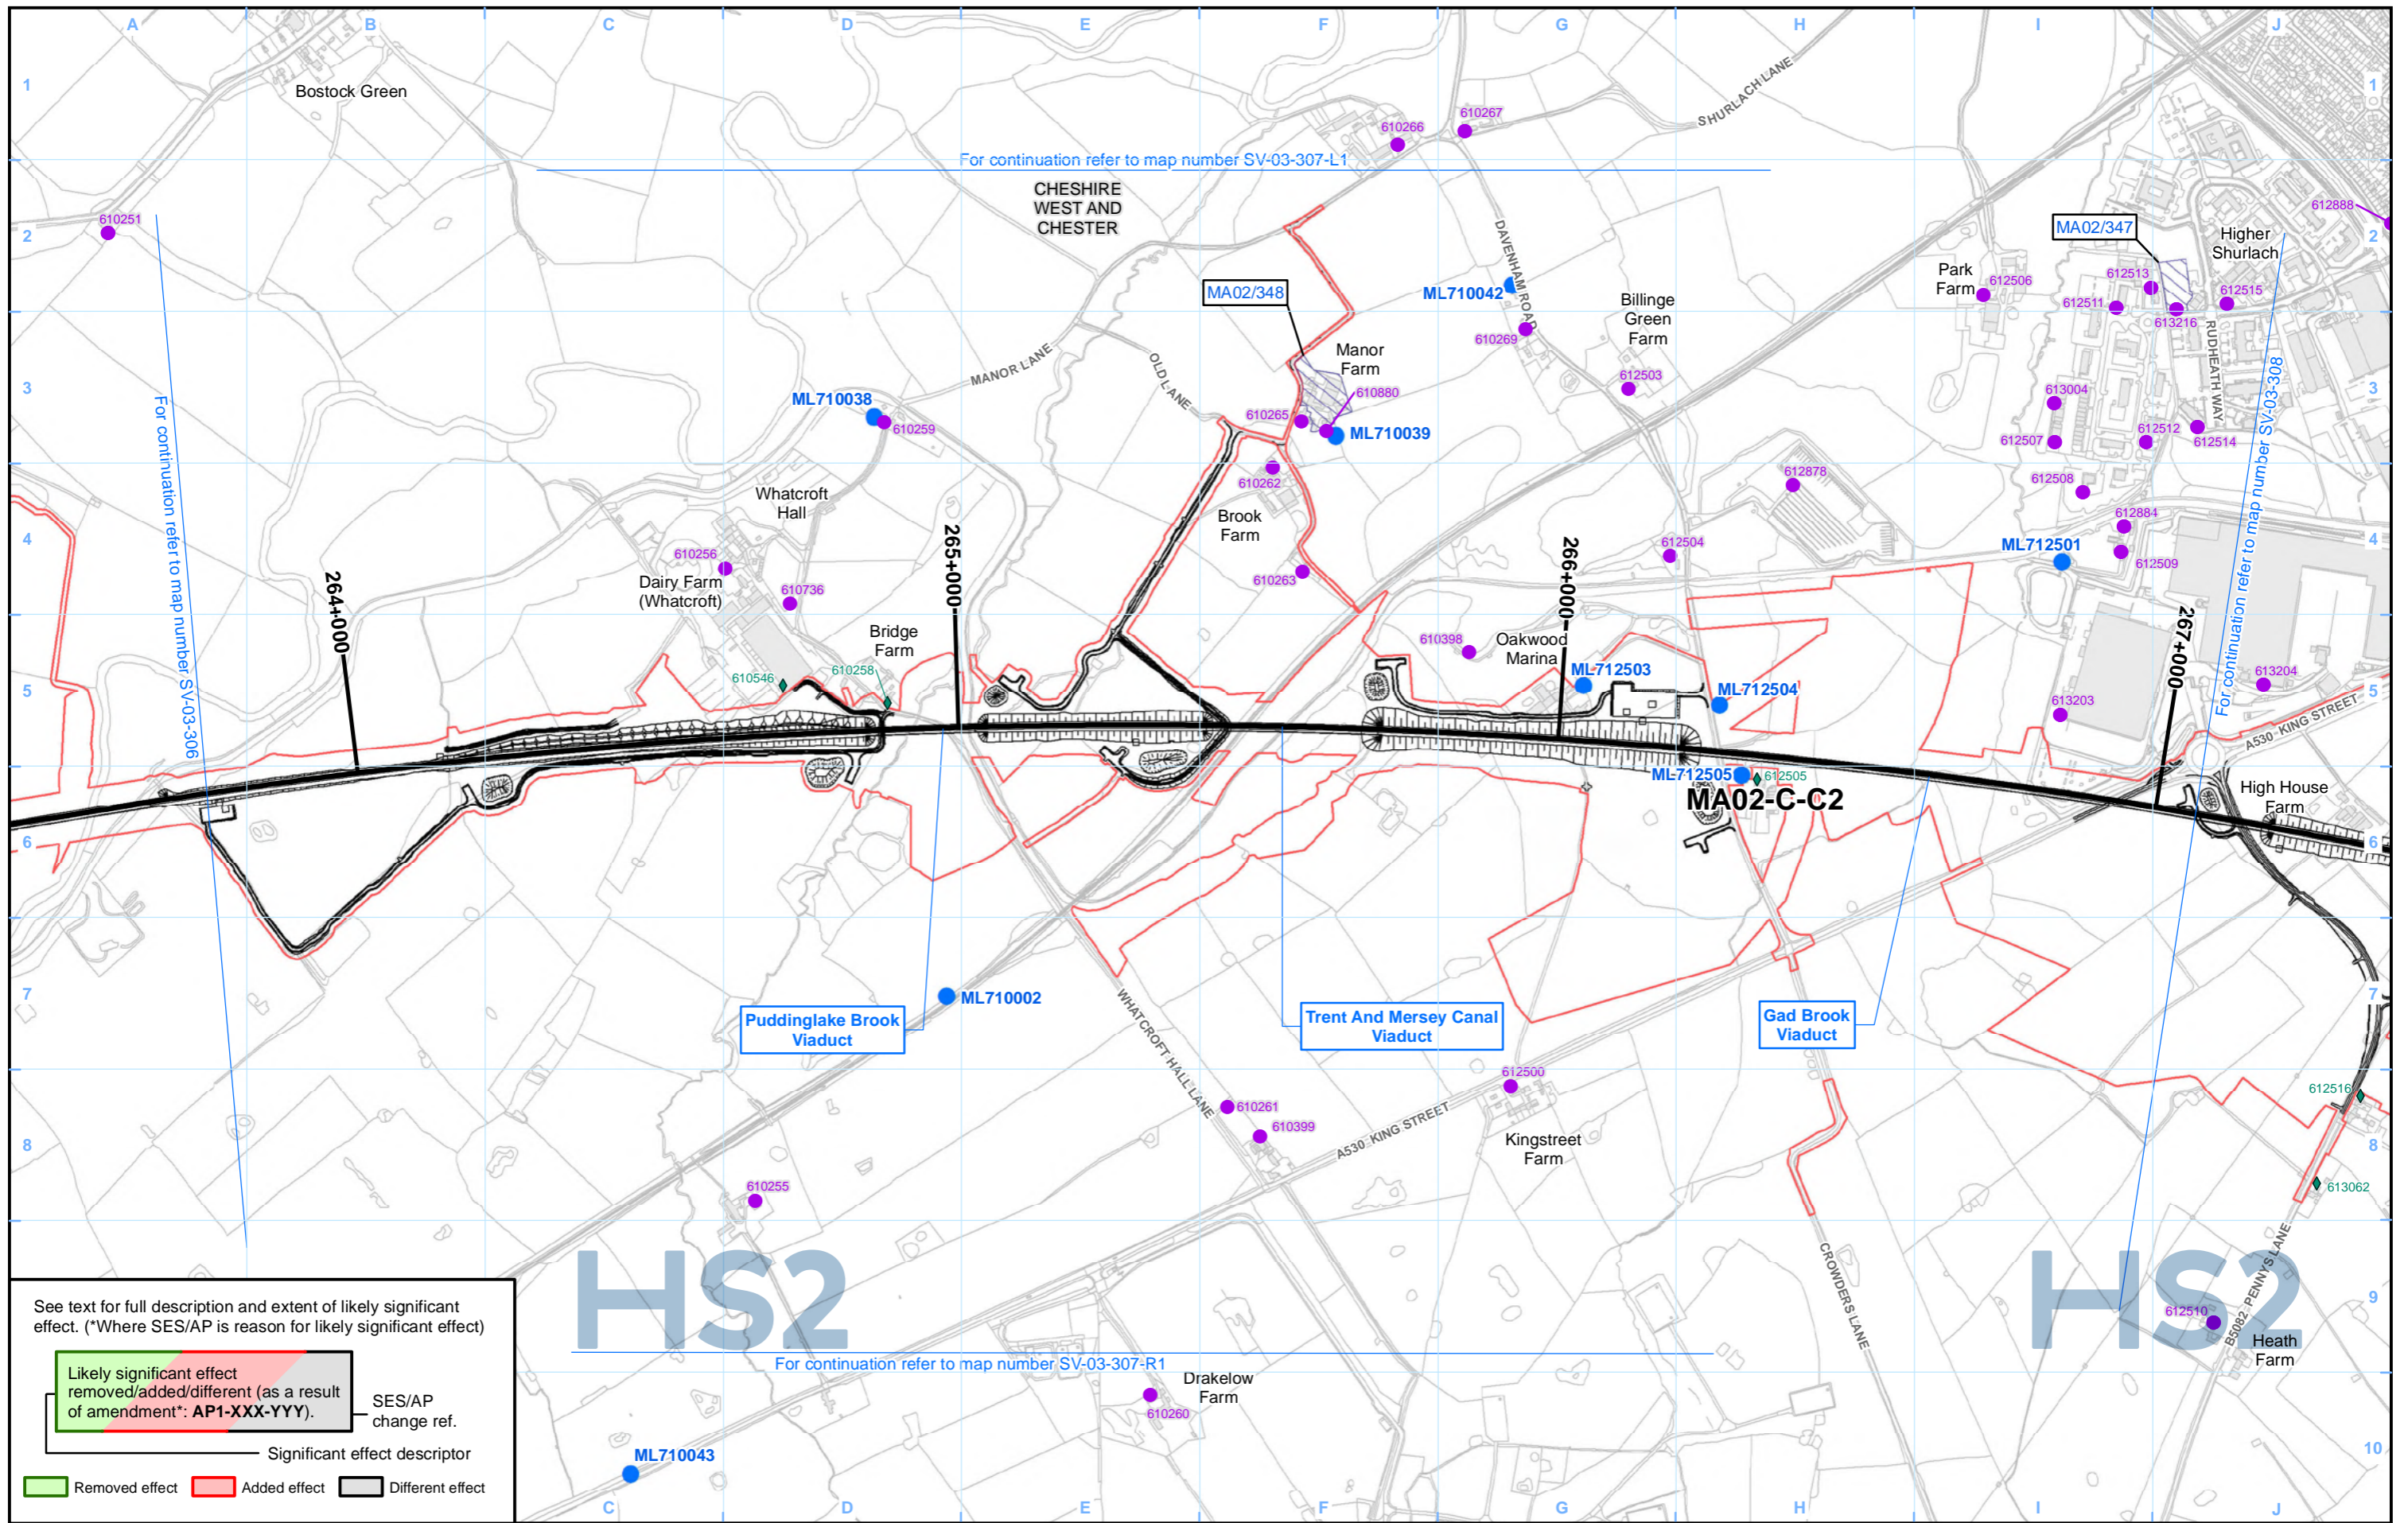 A B C D E F G H I J
1 1
Bostock Green
SHURLACH LANE
610267
610266
For continuation refer to map number SV-03-307-L1
CHESHIRE
WEST AND
CHESTER
2 2
610251
612888
MA02/347
Higher
Shurlach
DAVENHAM ROAD
Park
Farm
612506
612513
612511
612515
613216
MA02/348
ML710042
Billinge
Green
Farm
610269
RUDHEATH WAY
3 3
MANOR LANE
OLD LANE
Manor
Farm
610880
612503
613004
ML710038
610259
610265
ML710039
612507
612512
612514
For continuation refer to map number SV-03-306
For continuation refer to map number SV-03-308
Whatcroft
Hall
610262
612878
612508
Brook
Farm
612884
4 4
264+000
265+000
266+000
267+000
610256
Dairy Farm
(Whatcroft)
610736
610263
612504
ML712501
612509
Bridge
Farm
610398
Oakwood
Marina
5 5
610546
610258
ML712503
ML712504
613203
613204
A530 KING STREET
ML712505
612505
MA02-C-C2
High House
Farm
6 6
7 7
ML710002
Puddinglake Brook
Viaduct
WHATCROFT HALL LANE
Trent And Mersey Canal
Viaduct
Gad Brook
Viaduct
612500
612516
610261
610399
A530 KING STREET
Kingstreet
Farm
8 8
610255
613062
CROWDERS LANE
B5082 PENNYS LANE
HS2
HS2
9 9
612510
Heath
Farm
For continuation refer to map number SV-03-307-R1
Drakelow
Farm
610260
ML710043
10
See text for full description and extent of likely significant
effect. (*Where SES/AP is reason for likely significant effect)
Likely significant effect
removed/added/different (as a result
of amendment*: AP1-XXX-YYY).
SES/AP
change ref.
Significant effect descriptor
Removed effect Added effect Different effect
C D E F G H I J